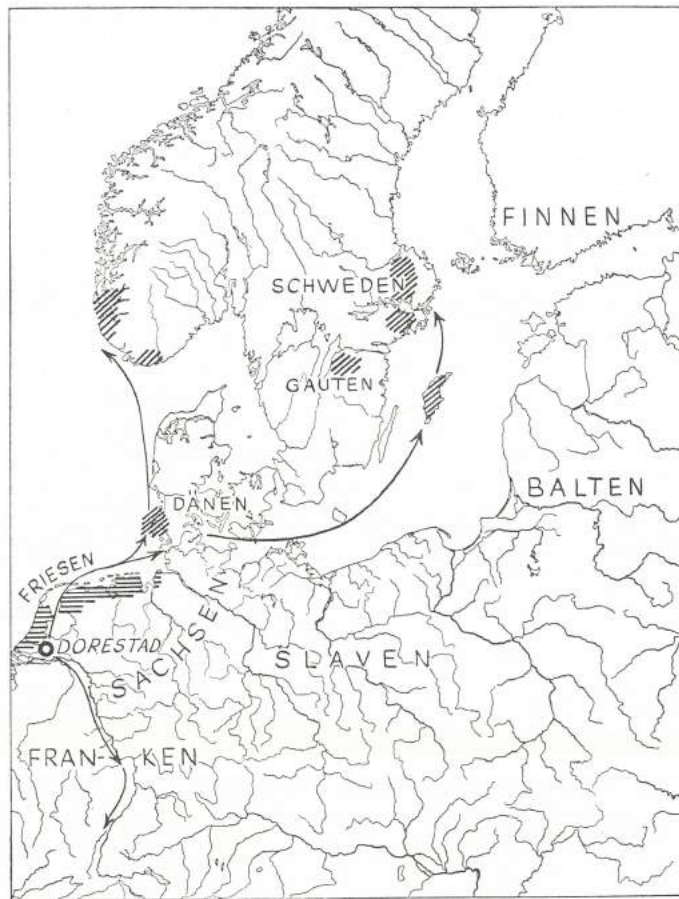 FINNEN
SCHWEDEN
GAUTEN
BALTEN
DÄNEN
FRIESEN
SACHSEN
DORESTAD
SLAVEN
FRAN-KEN